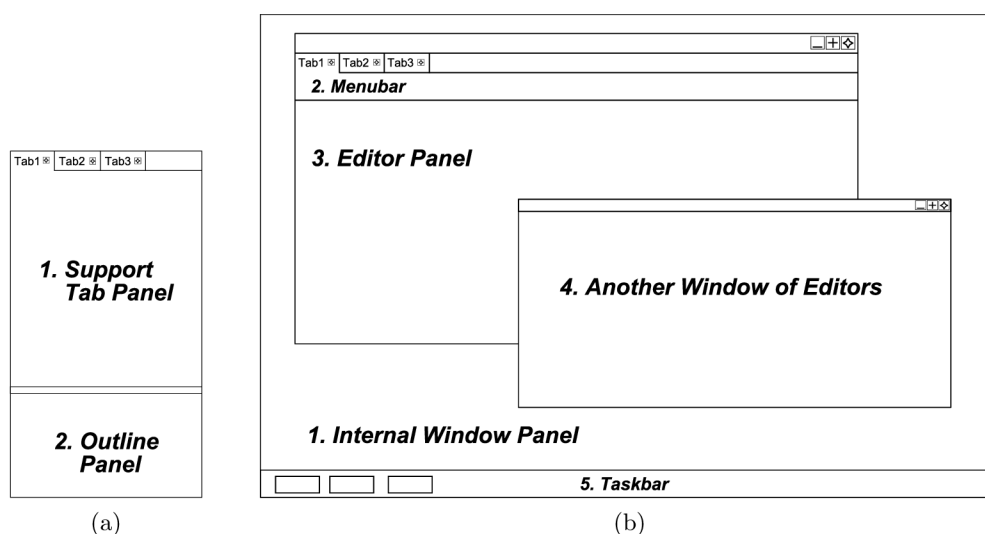 Tab1 Tab2 Tab3
1. Support
Tab Panel
2. Outline
Panel
(a)
Tab1 Tab2 Tab3
2. Menubar
3. Editor Panel
4. Another Window of Editors
1. Internal Window Panel
5. Taskbar
(b)